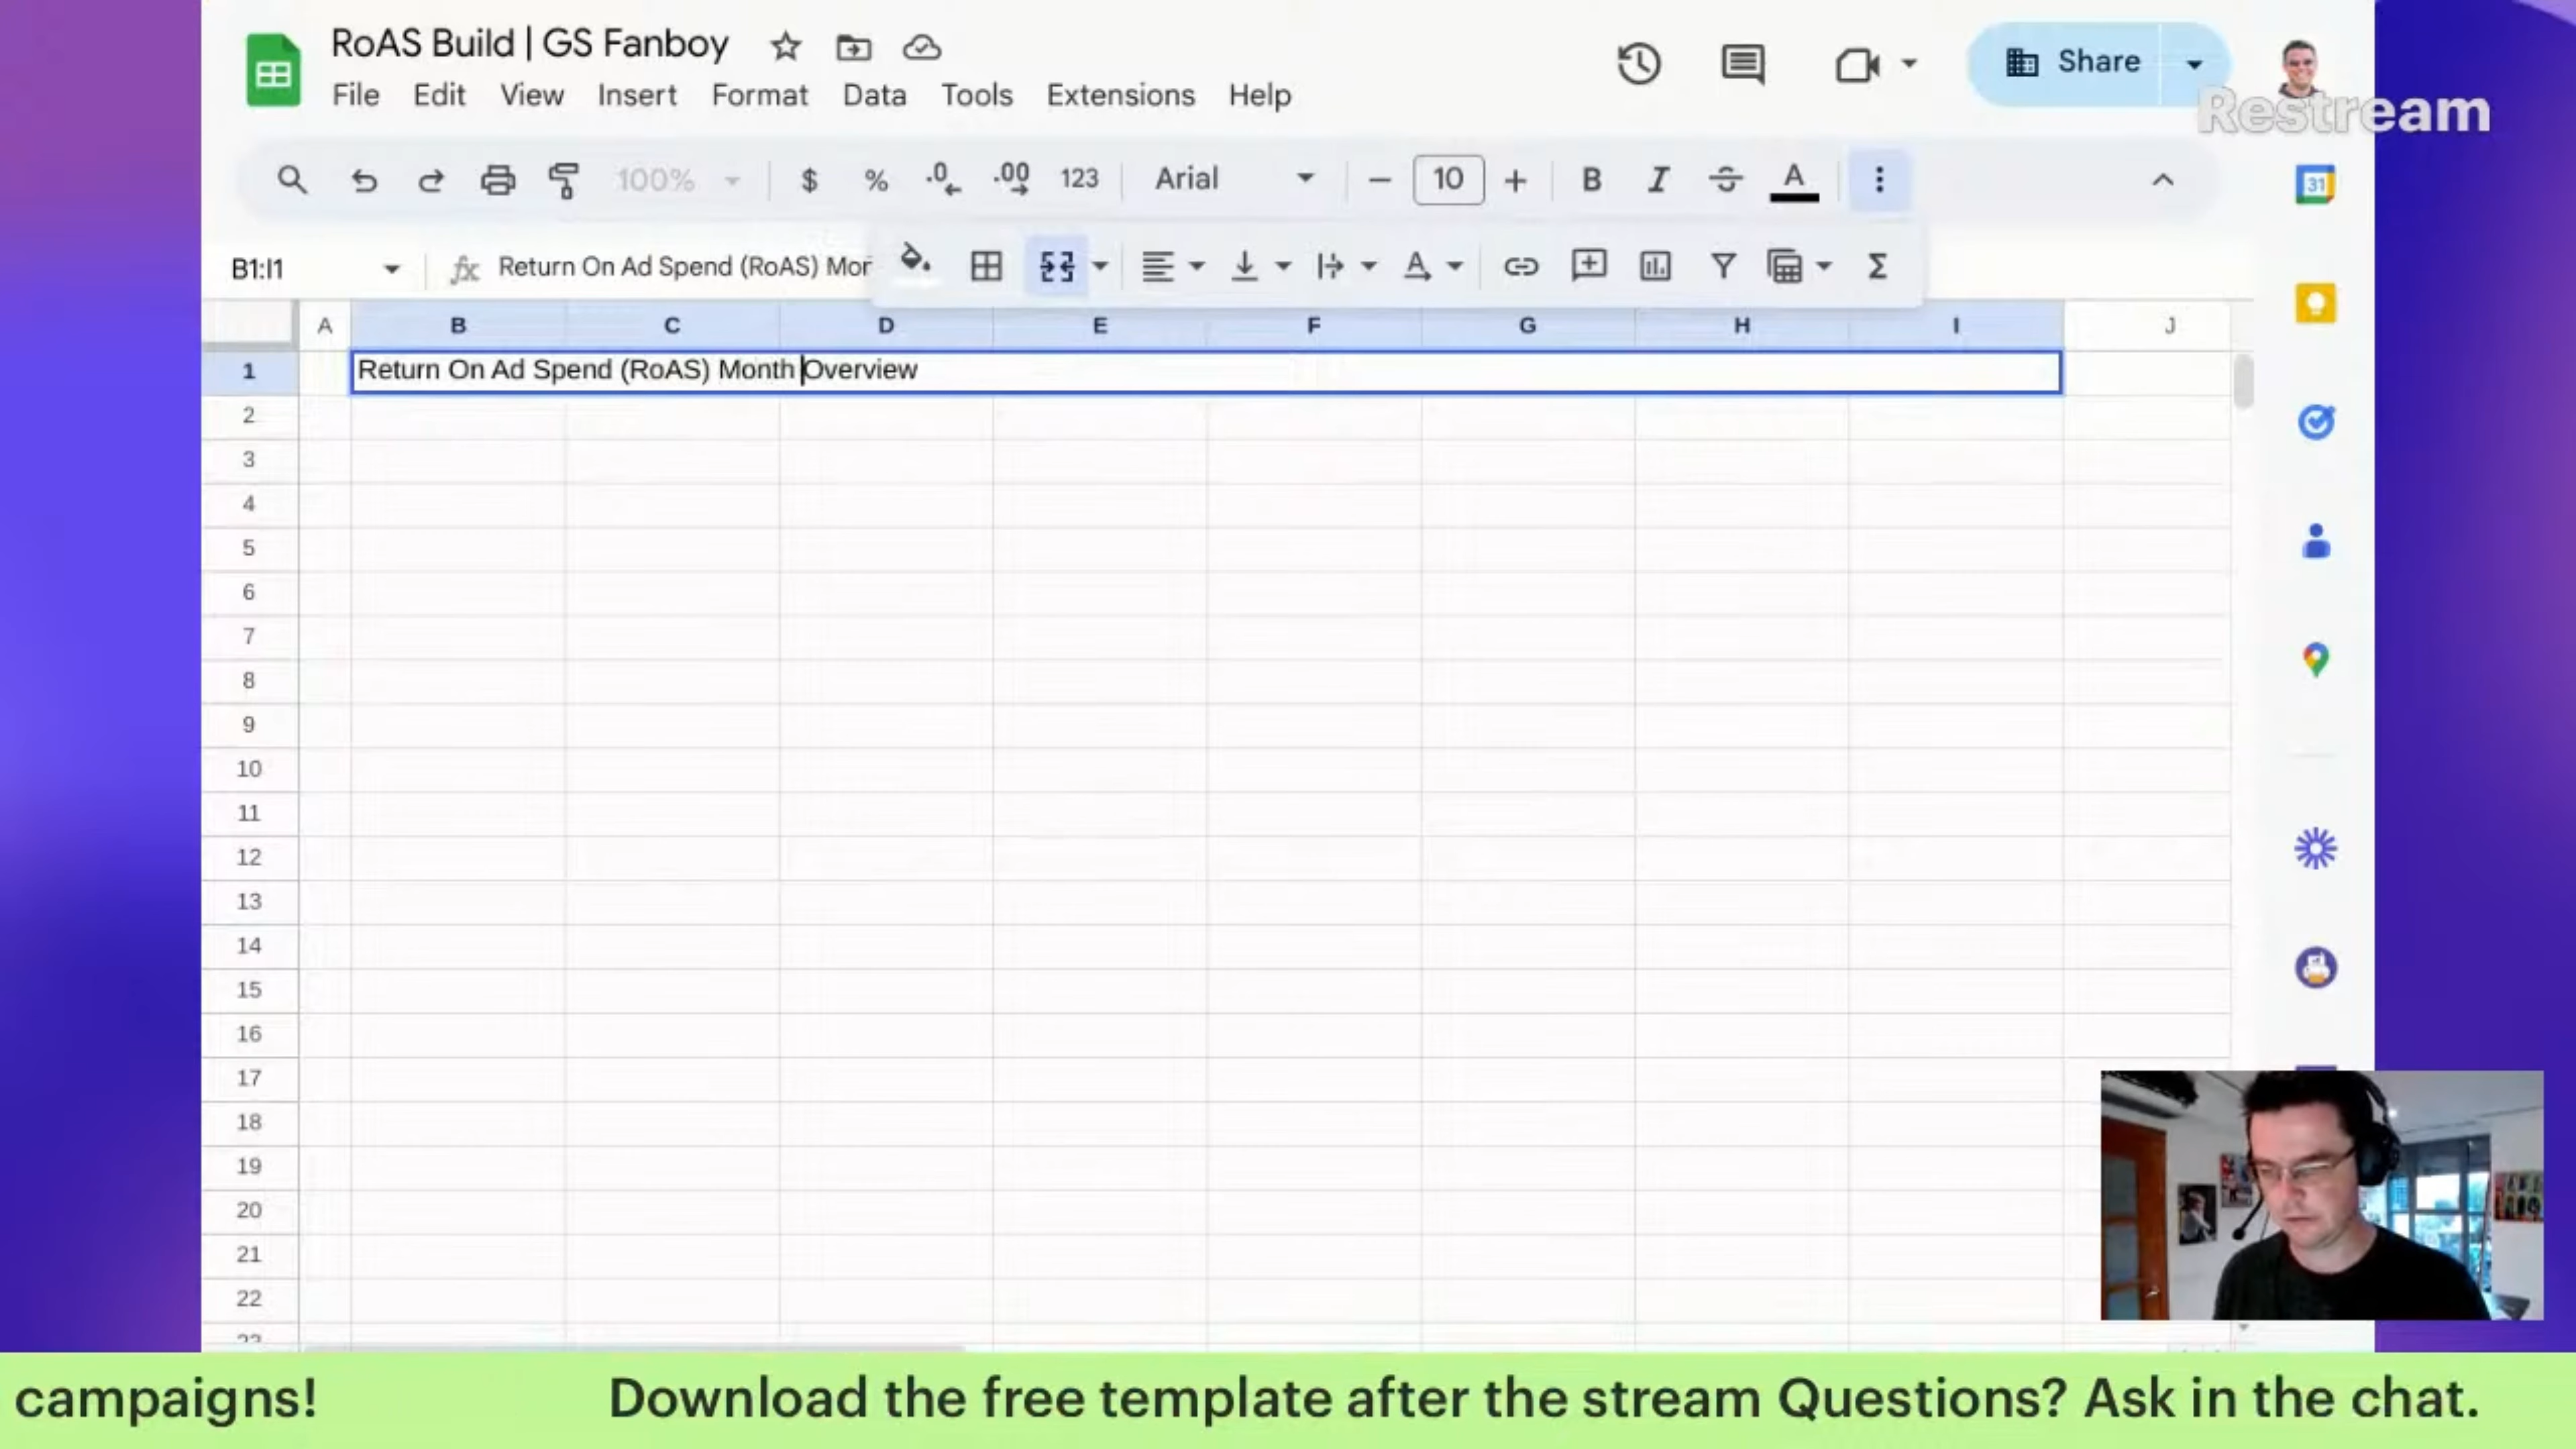 RoAS Build | GS Fanboy
Share
Restream
File Edit View Insert Format Data Tools Extensions Help
100% $ % .0 .00 123 Arial 10 B I A
31
B1:I1 fx Return On Ad Spend (RoAS) Mor
A B C D E F G H I J
1 Return On Ad Spend (RoAS) Month Overview
2
3
4
5
6
7
8
9
10
11
12
13
14
15
16
17
18
19
20
21
22
23
campaigns! Download the free template after the stream Questions? Ask in the chat.